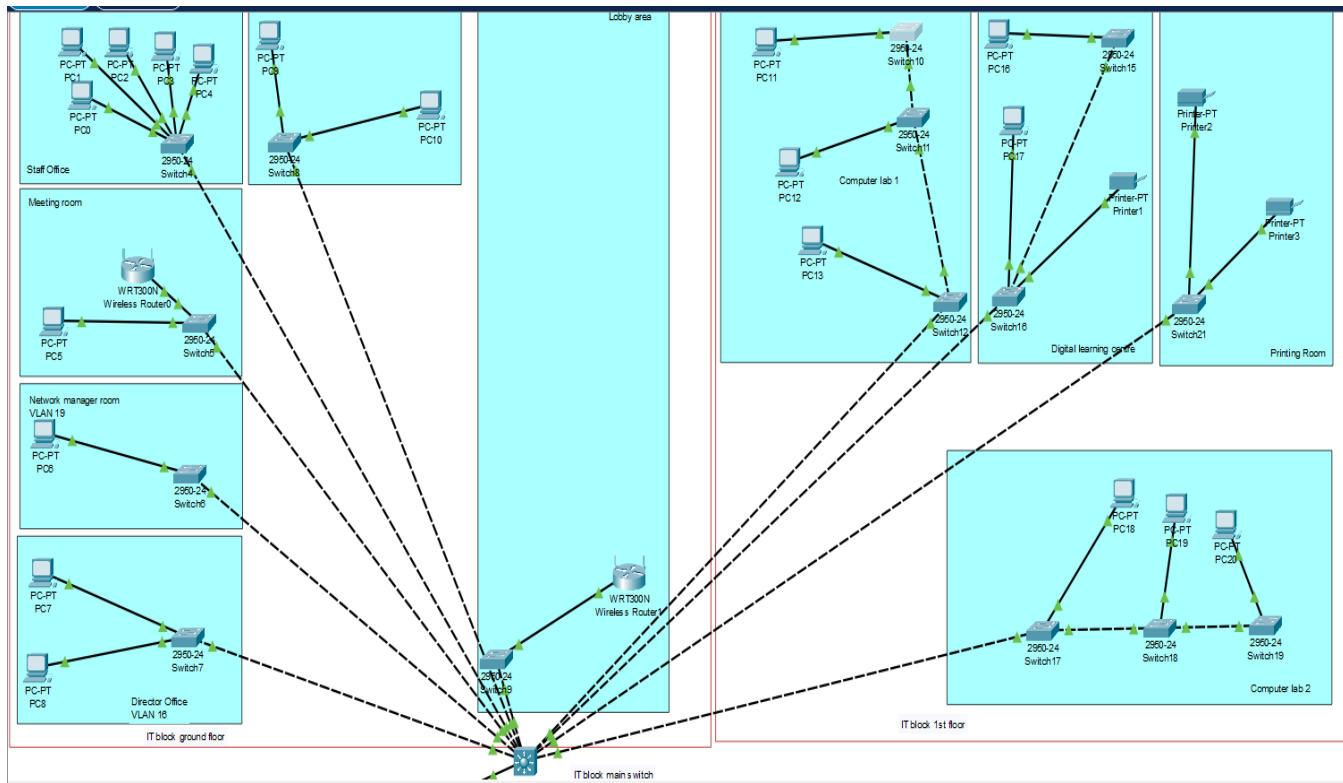 Lobby area
PC-PT
PC1
PC-PT
PC2
PC-PT
PC3
PC-PT
PC4
PC-PT
PC0
2950-24
Switch4
Staff Office
PC-PT
PC9
PC-PT
PC10
2950-24
Switch8
Meeting room
WRT300N
Wireless Router0
PC-PT
PC5
2950-24
Switch5
Network manager room
VLAN 19
PC-PT
PC6
2950-24
Switch6
PC-PT
PC7
2950-24
Switch7
PC-PT
PC8
Director Office
VLAN 16
IT block ground floor
WRT300N
Wireless Router1
2950-24
Switch9
IT block main switch
PC-PT
PC11
2950-24
Switch10
2950-24
Switch11
PC-PT
PC12
Computer lab 1
PC-PT
PC13
2950-24
Switch12
PC-PT
PC16
2950-24
Switch15
PC-PT
PC17
Printer-PT
Printer1
2950-24
Switch16
Digital learning centre
Printer-PT
Printer2
Printer-PT
Printer3
2950-24
Switch21
Printing Room
PC-PT
PC18
PC-PT
PC19
PC-PT
PC20
2950-24
Switch17
2950-24
Switch18
2950-24
Switch19
Computer lab 2
IT block 1st floor